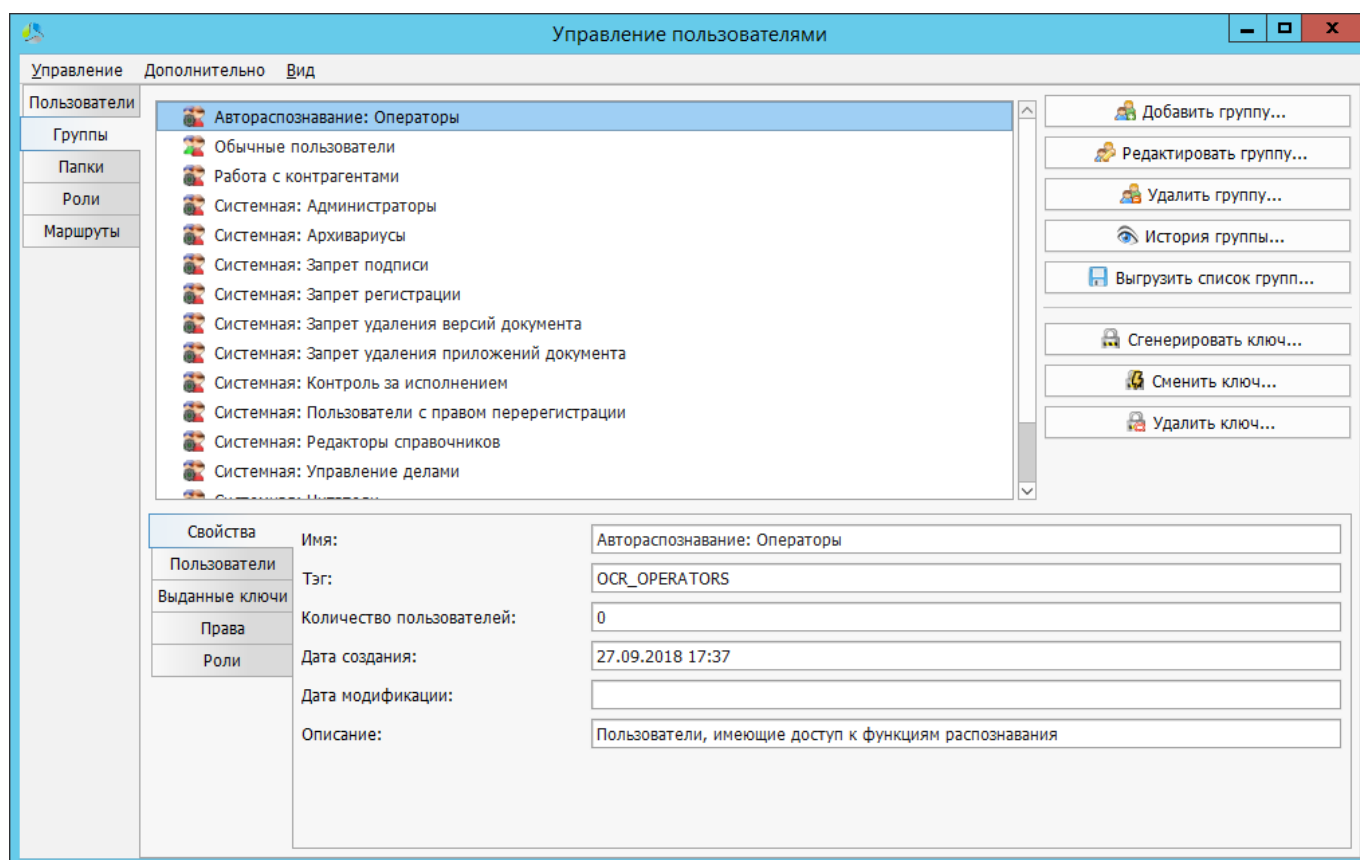 Управление пользователями
Управление Дополнительно Вид
Пользователи
Группы
Папки
Роли
Маршруты
Автораспознавание: Операторы
Обычные пользователи
Работа с контрагентами
Системная: Администраторы
Системная: Архивариусы
Системная: Запрет подписи
Системная: Запрет регистрации
Системная: Запрет удаления версий документа
Системная: Запрет удаления приложений документа
Системная: Контроль за исполнением
Системная: Пользователи с правом перерегистрации
Системная: Редакторы справочников
Системная: Управление делами
Добавить группу...
Редактировать группу...
Удалить группу...
История группы...
Выгрузить список групп...
Сгенерировать ключ...
Сменить ключ...
Удалить ключ...
Свойства
Пользователи
Выданные ключи
Права
Роли
Имя: Автораспознавание: Операторы
Тэг: OCR_OPERATORS
Количество пользователей: 0
Дата создания: 27.09.2018 17:37
Дата модификации:
Описание: Пользователи, имеющие доступ к функциям распознавания